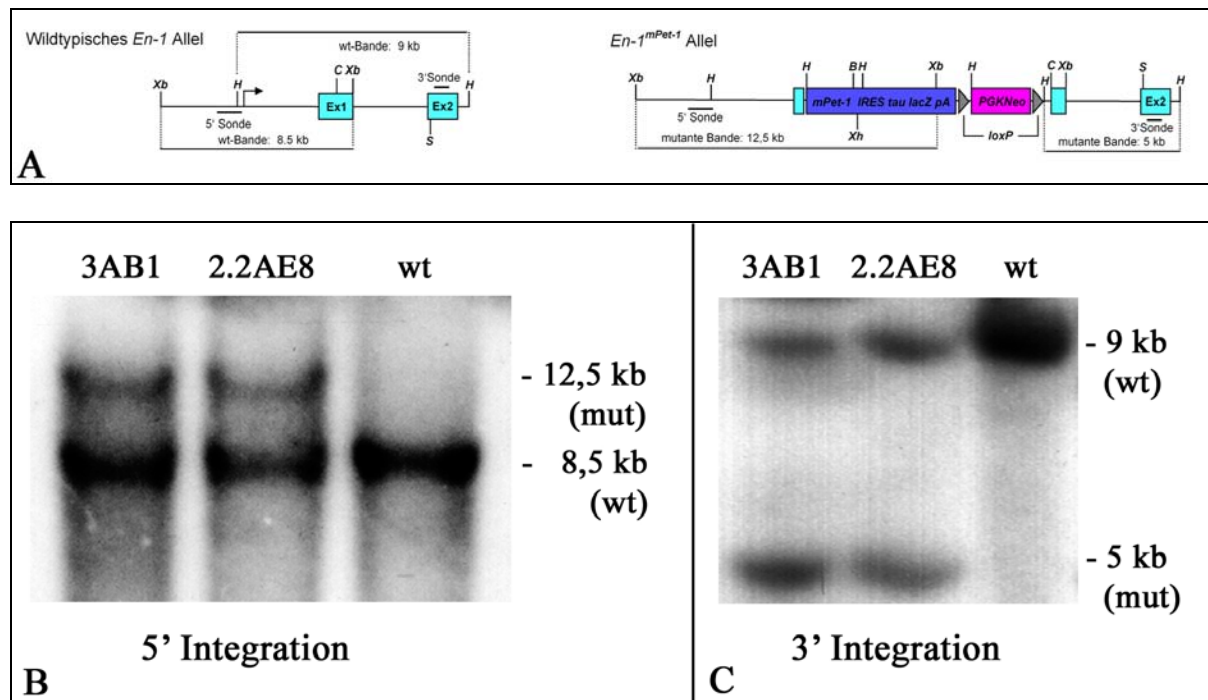 Wildtypisches En-1 Allel
wt-Bande: 9 kb
Xb H C Xb 3'Sonde H
Ex1 Ex2
5' Sonde
wt-Bande: 8.5 kb
S
En-1mPet-1 Allel
Xb H H B H Xb H C Xb S H
H
mPet-1 IRES tau lacZ pA PGKNeo Ex2
5' Sonde 3'Sonde
mutante Bande: 12,5 kb Xh loxP mutante Bande: 5 kb
A
3AB1 2.2AE8 wt
- 12,5 kb
(mut)
- 8,5 kb
(wt)
5’ Integration
B
3AB1 2.2AE8 wt
- 9 kb
(wt)
- 5 kb
(mut)
3’ Integration
C